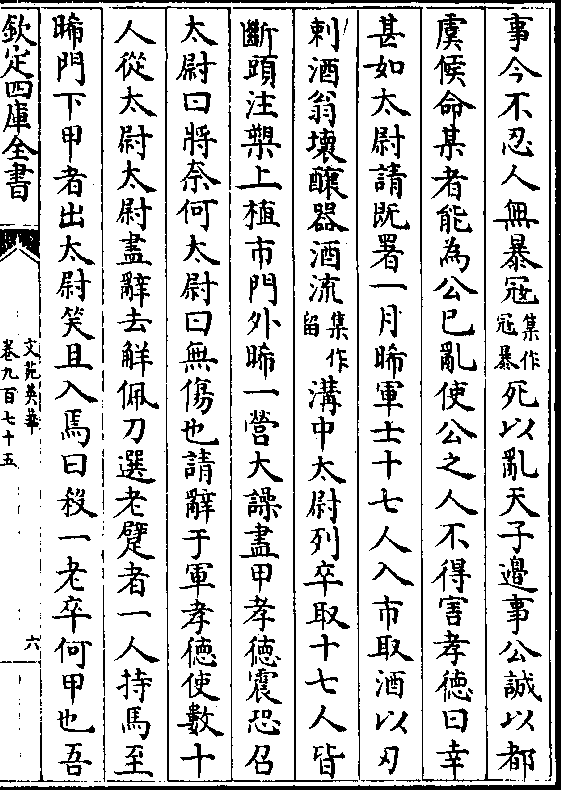 事今不忍人無暴㓂集作㓂暴死以亂天子邉事公誠以都
虞候命某者能為公已亂使公之人不得害孝徳曰幸
甚如太尉請既署一月晞軍士十七人入市取酒以刃
刺酒翁壊釀器酒流集作留溝中太尉列卒取十七人皆
斷頭注槊上植市門外晞一營大譟盡甲孝徳震恐召
太尉曰將奈何太尉曰無傷也請辭于軍孝徳使數十
人從太尉太尉盡辭去觧佩刀選老躄者一人持馬至
晞門下甲者出太尉笑且入焉曰殺一老卒何甲也吾
欽定四庫全書
文苑英華
卷九百七十五
六